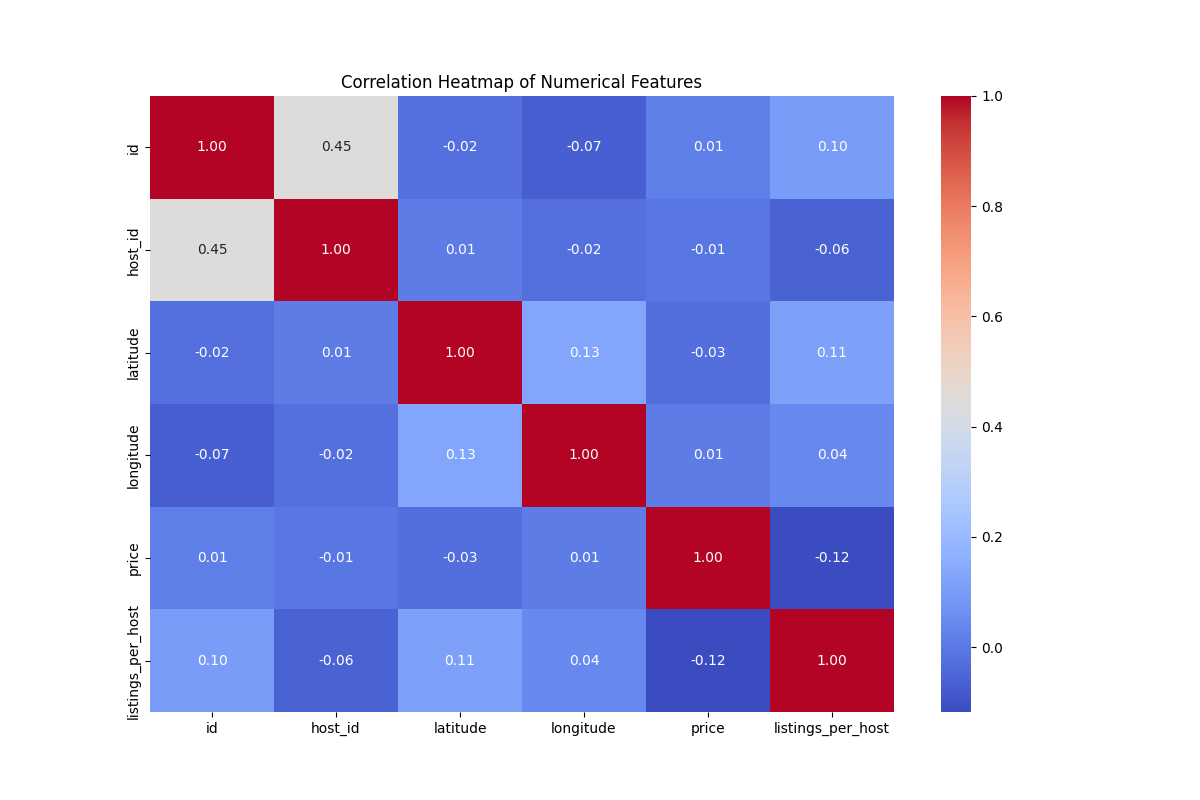 Correlation Heatmap of Numerical Features
id 1.00 0.45 -0.02 -0.07 0.01 0.10
host_id 0.45 1.00 0.01 -0.02 -0.01 -0.06
latitude -0.02 0.01 1.00 0.13 -0.03 0.11
longitude -0.07 -0.02 0.13 1.00 0.01 0.04
price 0.01 -0.01 -0.03 0.01 1.00 -0.12
listings_per_host 0.10 -0.06 0.11 0.04 -0.12 1.00
id host_id latitude longitude price listings_per_host
1.0
0.8
0.6
0.4
0.2
0.0